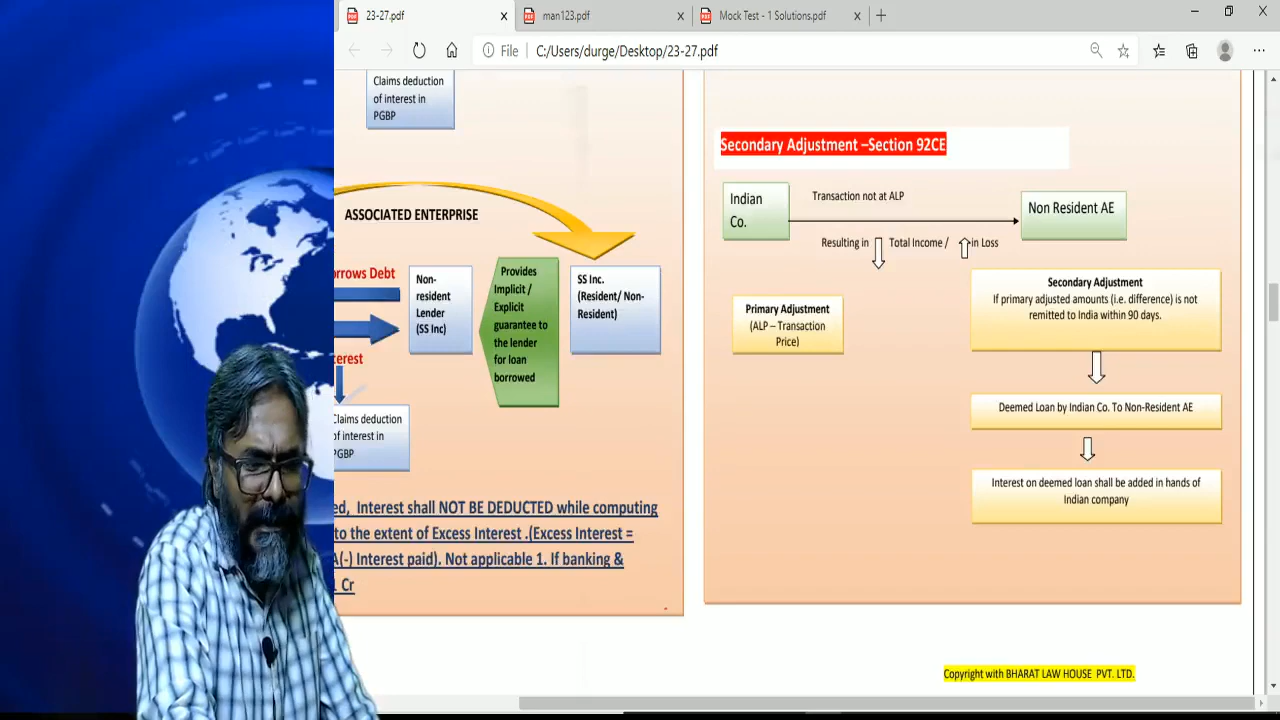 23-27.pdf
man123.pdf
Mock Test - 1 Solutions.pdf
File
C:/Users/durge/Desktop/23-27.pdf
Claims deduction
of interest in
PGBP
ASSOCIATED ENTERPRISE
rrows Debt
Non-
resident
Lender
(SS Inc)
Provides
Implicit /
Explicit
guarantee to
the lender
for loan
borrowed
SS Inc.
(Resident/ Non-
Resident)
terest
Claims deduction
of interest in
PGBP
ed, Interest shall NOT BE DEDUCTED while computing
to the extent of Excess Interest .(Excess Interest =
A(-) Interest paid). Not applicable 1. If banking &
Cr
Secondary Adjustment –Section 92CE
Indian
Co.
Transaction not at ALP
Non Resident AE
Resulting in Total Income / in Loss
Primary Adjustment
(ALP – Transaction
Price)
Secondary Adjustment
If primary adjusted amounts (i.e. difference) is not
remitted to India within 90 days.
Deemed Loan by Indian Co. To Non-Resident AE
Interest on deemed loan shall be added in hands of
Indian company
Copyright with BHARAT LAW HOUSE PVT. LTD.